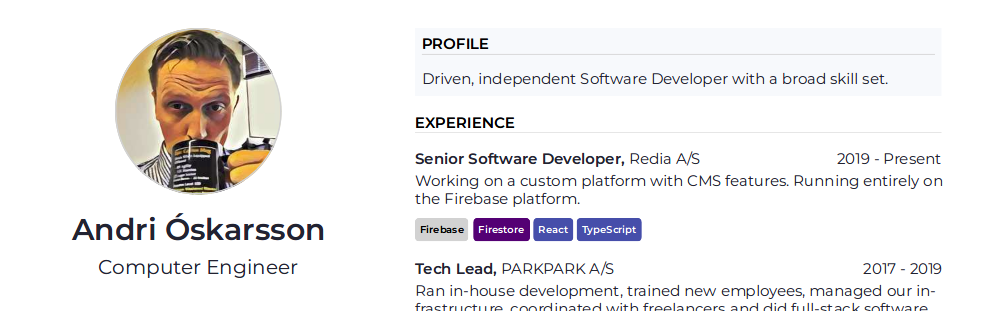 Andri Óskarsson
Computer Engineer
PROFILE
Driven, independent Software Developer with a broad skill set.
EXPERIENCE
Senior Software Developer, Redia A/S 2019 - Present
Working on a custom platform with CMS features. Running entirely on
the Firebase platform.
Firebase Firestore React TypeScript
Tech Lead, PARKPARK A/S 2017 - 2019
Ran in-house development, trained new employees, managed our in-
frastructure, coordinated with freelancers and did full-stack software